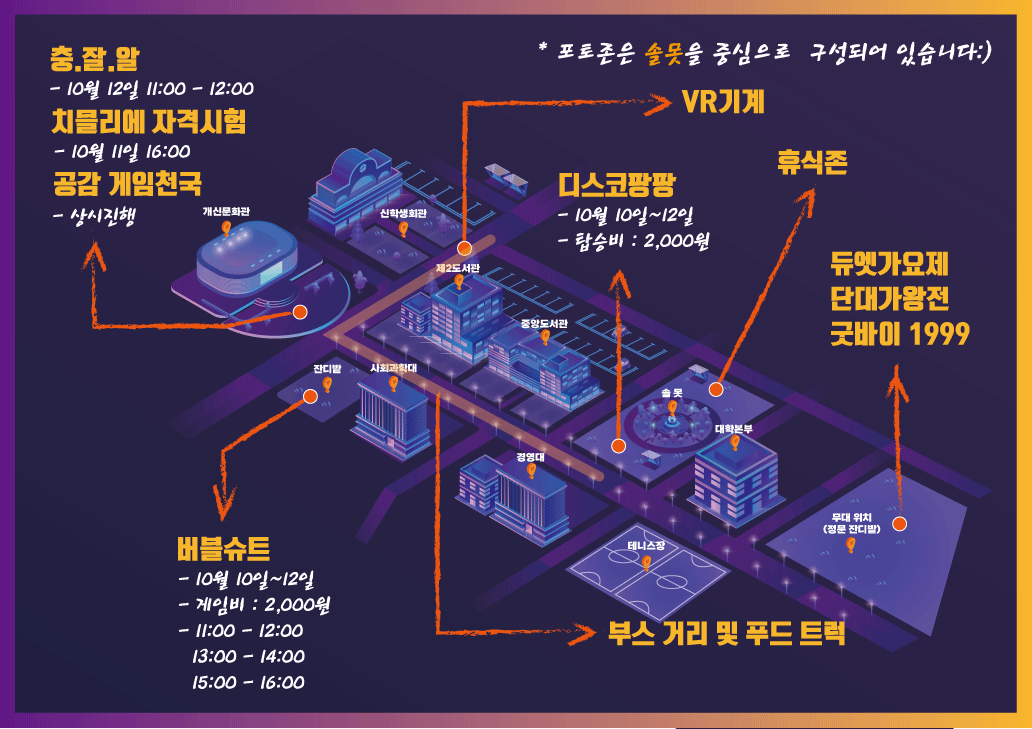 충.잘.알
- 10월 12일 11:00 - 12:00
치믈리에 자격시험
- 10월 11일 16:00
공감 게임천국
- 상시진행
* 포토존은 솔못을 중심으로 구성되어 있습니다:)
VR기계
휴식존
디스코팡팡
- 10월 10일~12일
- 탑승비 : 2,000원
듀엣가요제
단대가왕전
굿바이 1999
개신문화관
신학생회관
제2도서관
중앙도서관
잔디밭
사회과학대
솔 못
대학본부
경영대
무대 위치
(정문 잔디밭)
테니스장
버블슈트
- 10월 10일~12일
- 게임비 : 2,000원
- 11:00 - 12:00
13:00 - 14:00
15:00 - 16:00
부스 거리 및 푸드 트럭